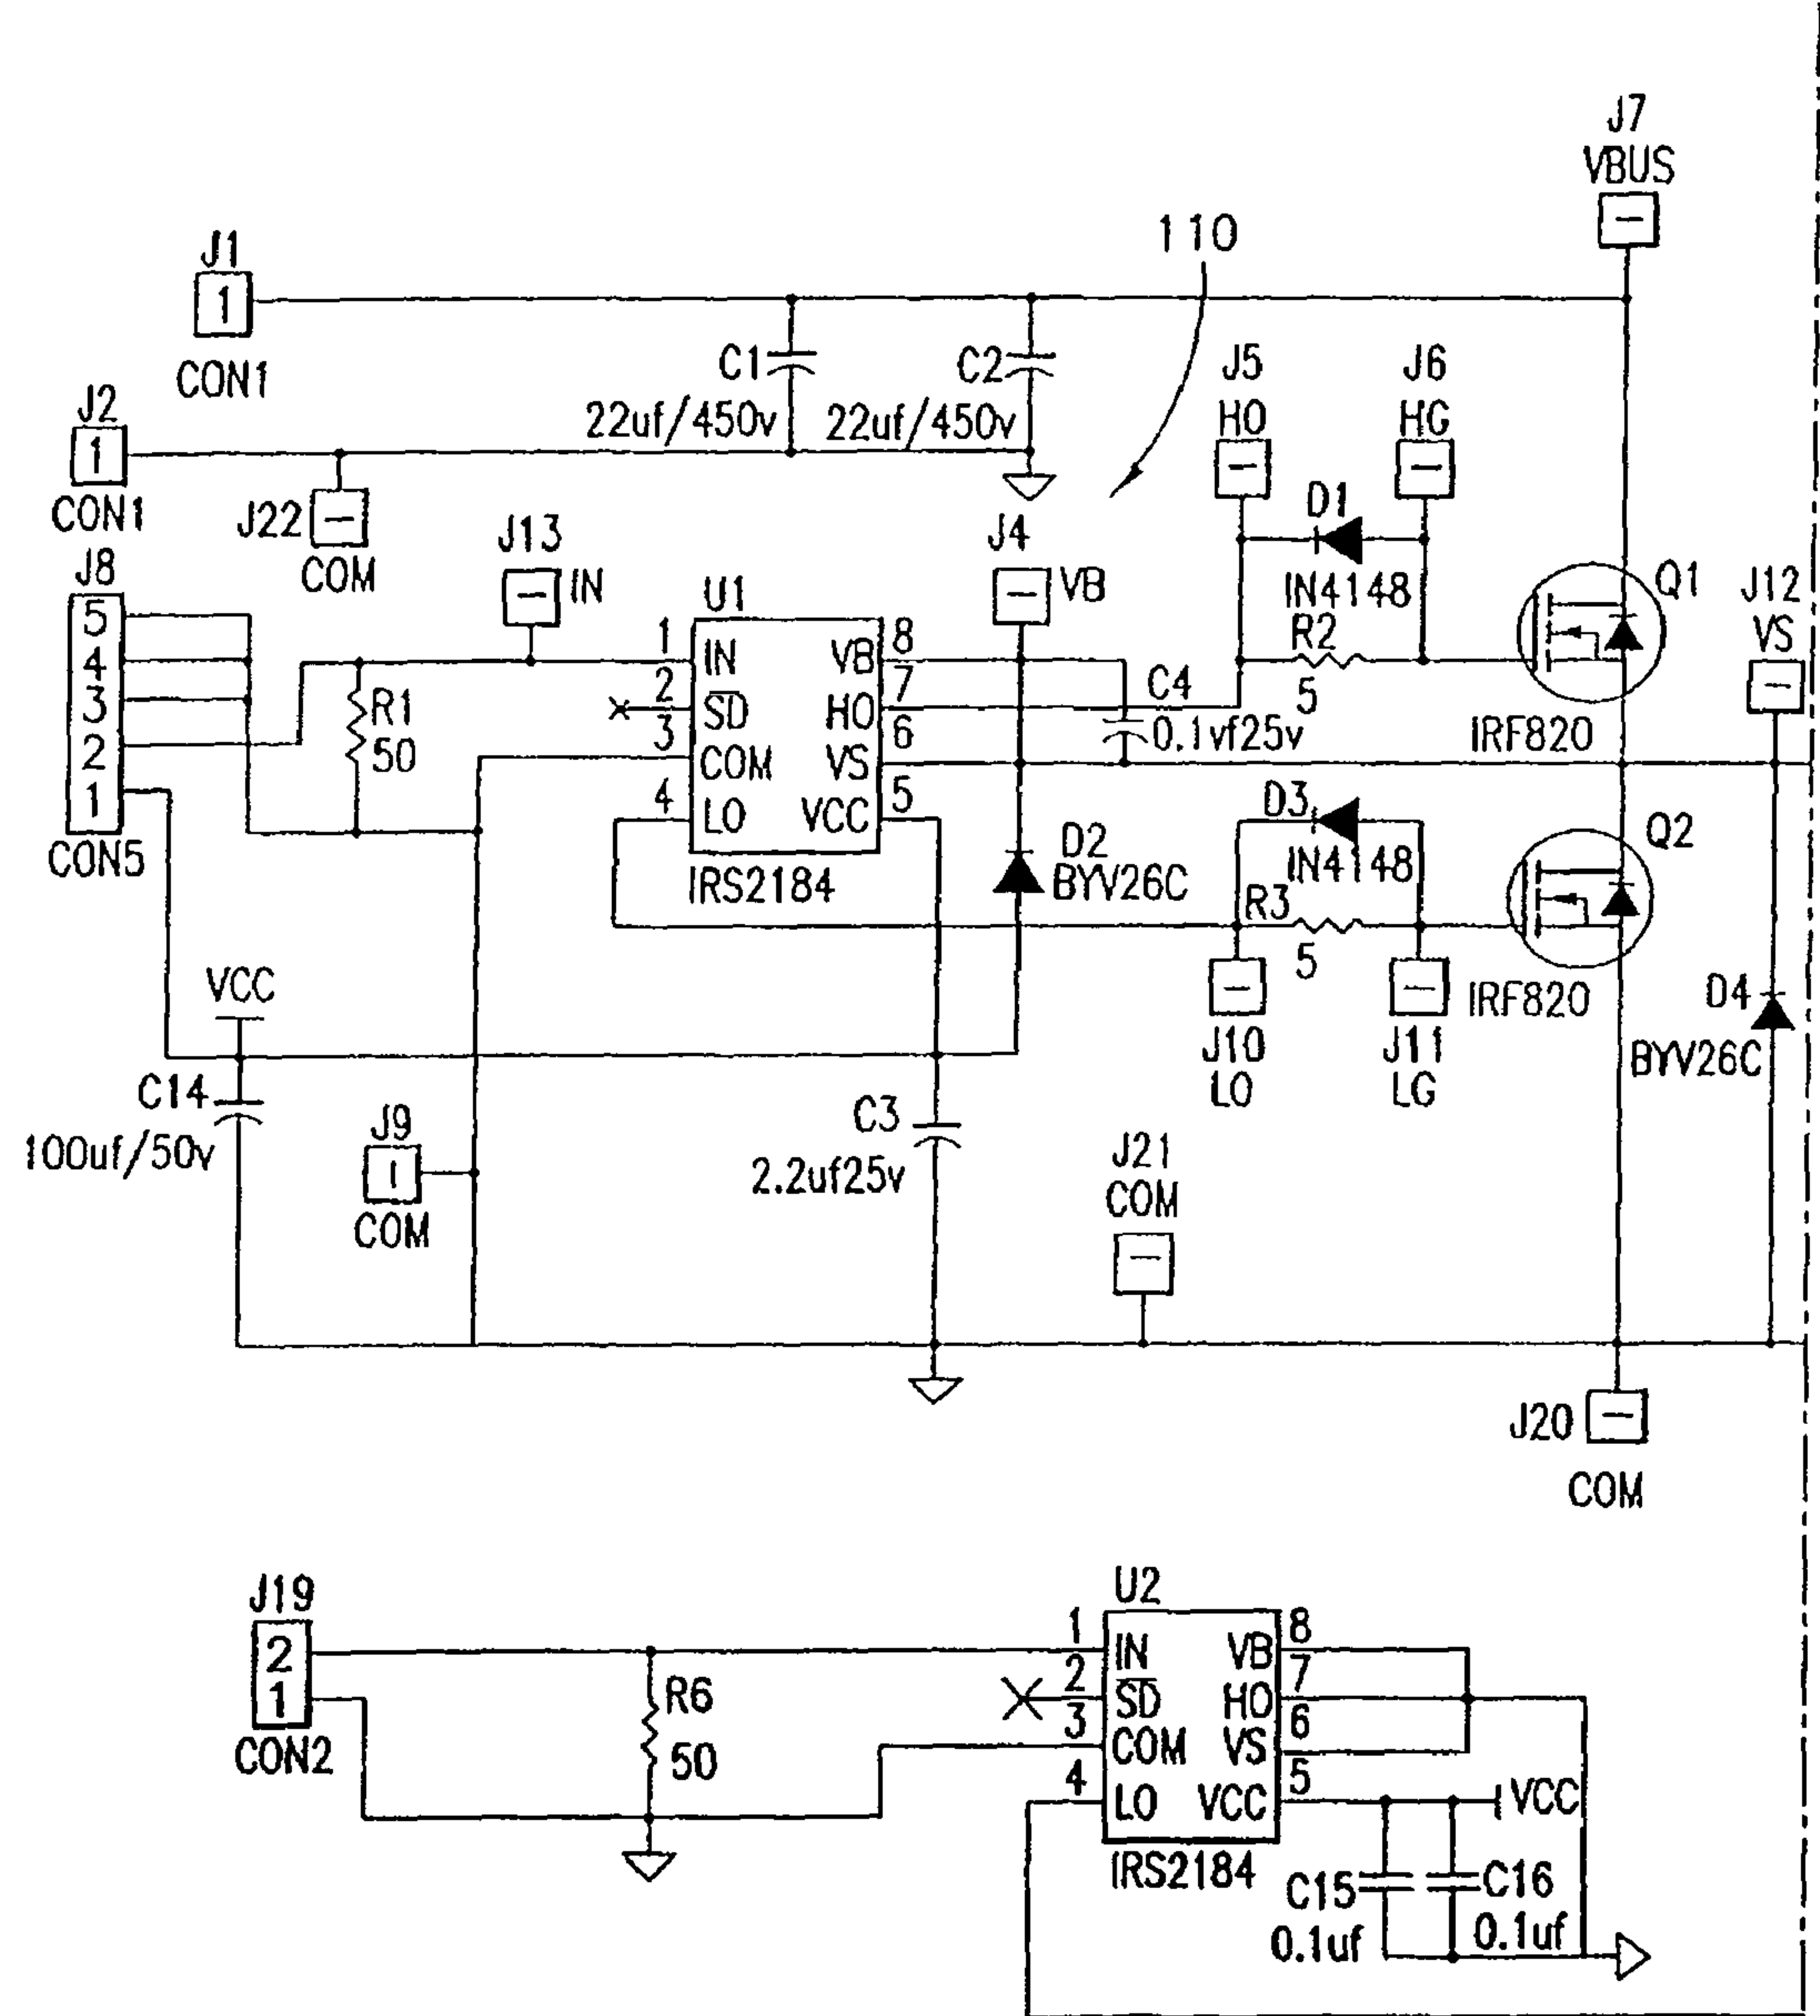 J7
VBUS
110
J1
1
CON1
C1
22uf/450v
C2
22uf/450v
J5
HO
J6
HG
J2
1
CON1
J22
COM
J13
IN
J4
VB
D1
IN4148
R2
5
Q1
IRF820
J12
VS
J8
5
4
3
2
1
CON5
R1
50
U1
1
2
3
4
IN
SD
COM
LO
VB
HO
VS
VCC
8
7
6
5
IRS2184
C4
0.1vf25v
D2
BYV26C
D3
IN4148
R3
5
Q2
IRF820
J10
LO
J11
LG
D4
BYV26C
VCC
C14
100uf/50v
J9
COM
C3
2.2uf25v
J21
COM
J20
COM
J19
2
1
CON2
R6
50
U2
1
2
3
4
IN
SD
COM
LO
VB
HO
VS
VCC
8
7
6
5
IRS2184
VCC
C15
0.1uf
C16
0.1uf